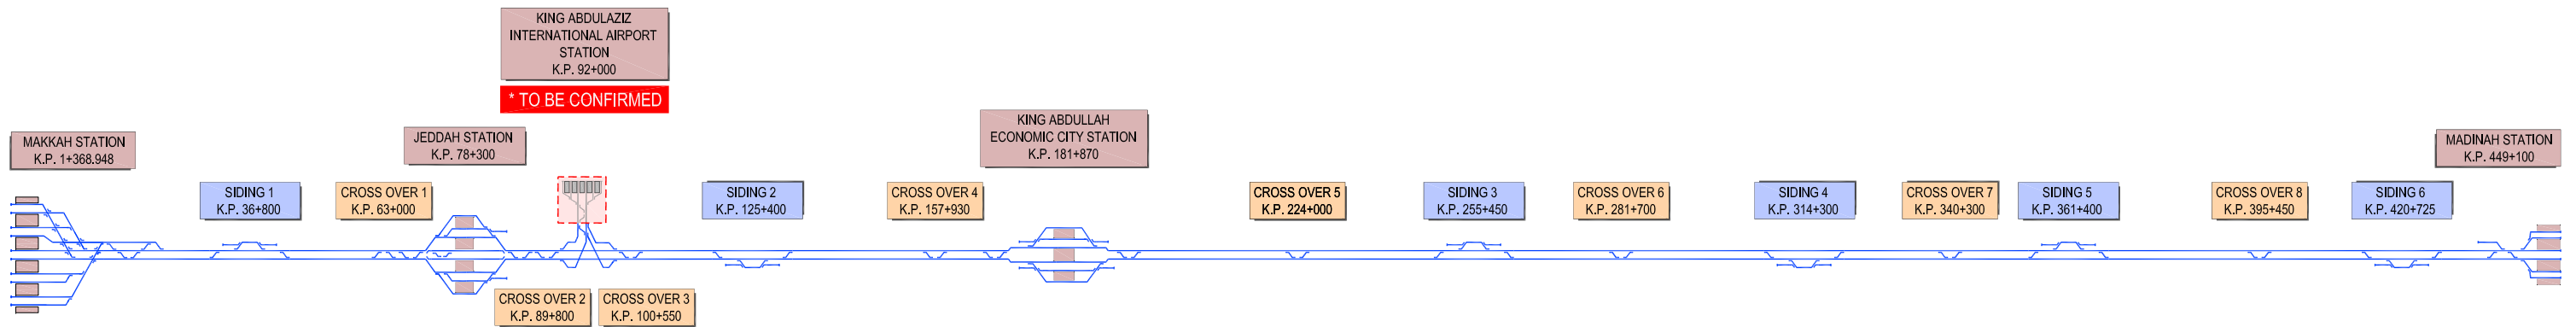 KING ABDULAZIZ
INTERNATIONAL AIRPORT
STATION
K.P. 92+000
* TO BE CONFIRMED
MAKKAH STATION
K.P. 1+368.948
JEDDAH STATION
K.P. 78+300
KING ABDULLAH
ECONOMIC CITY STATION
K.P. 181+870
MADINAH STATION
K.P. 449+100
SIDING 1
K.P. 36+800
CROSS OVER 1
K.P. 63+000
SIDING 2
K.P. 125+400
CROSS OVER 4
K.P. 157+930
CROSS OVER 5
K.P. 224+000
SIDING 3
K.P. 255+450
CROSS OVER 6
K.P. 281+700
SIDING 4
K.P. 314+300
CROSS OVER 7
K.P. 340+300
SIDING 5
K.P. 361+400
CROSS OVER 8
K.P. 395+450
SIDING 6
K.P. 420+725
CROSS OVER 2
K.P. 89+800
CROSS OVER 3
K.P. 100+550